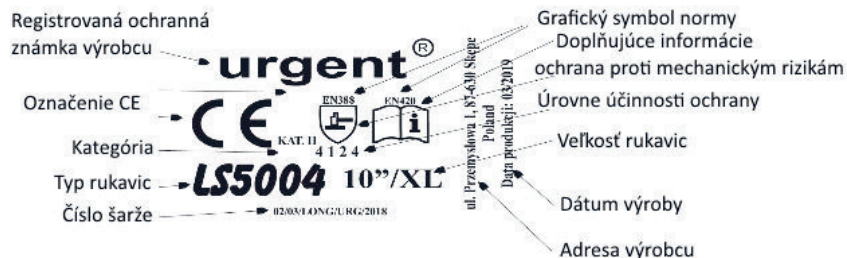 Registrovaná ochranná
známka výrobcu
Označenie CE
Kategória
Typ rukavic
Číslo šarže
urgent®
CE
KAT. II
EN388
4 1 2 4
EN420
i
LS5004
10”/XL
02/03/LONG/URG/2018
ul. Przemysłowa 1, 87-630 Skępe
Poland
Data produkcji: 03/2019
Grafický symbol normy
Doplňujúce informácie
ochrana proti mechanickým rizikám
Úrovne účinnosti ochrany
Veľkosť rukavic
Dátum výroby
Adresa výrobcu